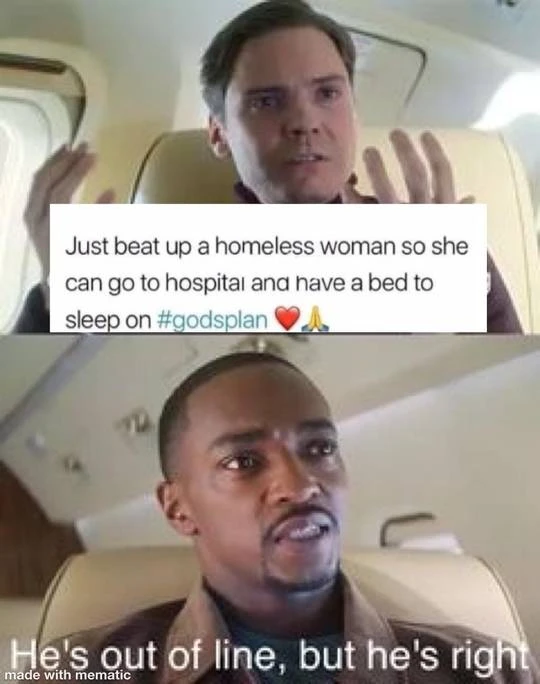 Just beat up a homeless woman so she
can go to hospital and have a bed to
sleep on #godsplan ❤️🙏
He's out of line, but he's right
made with mematic